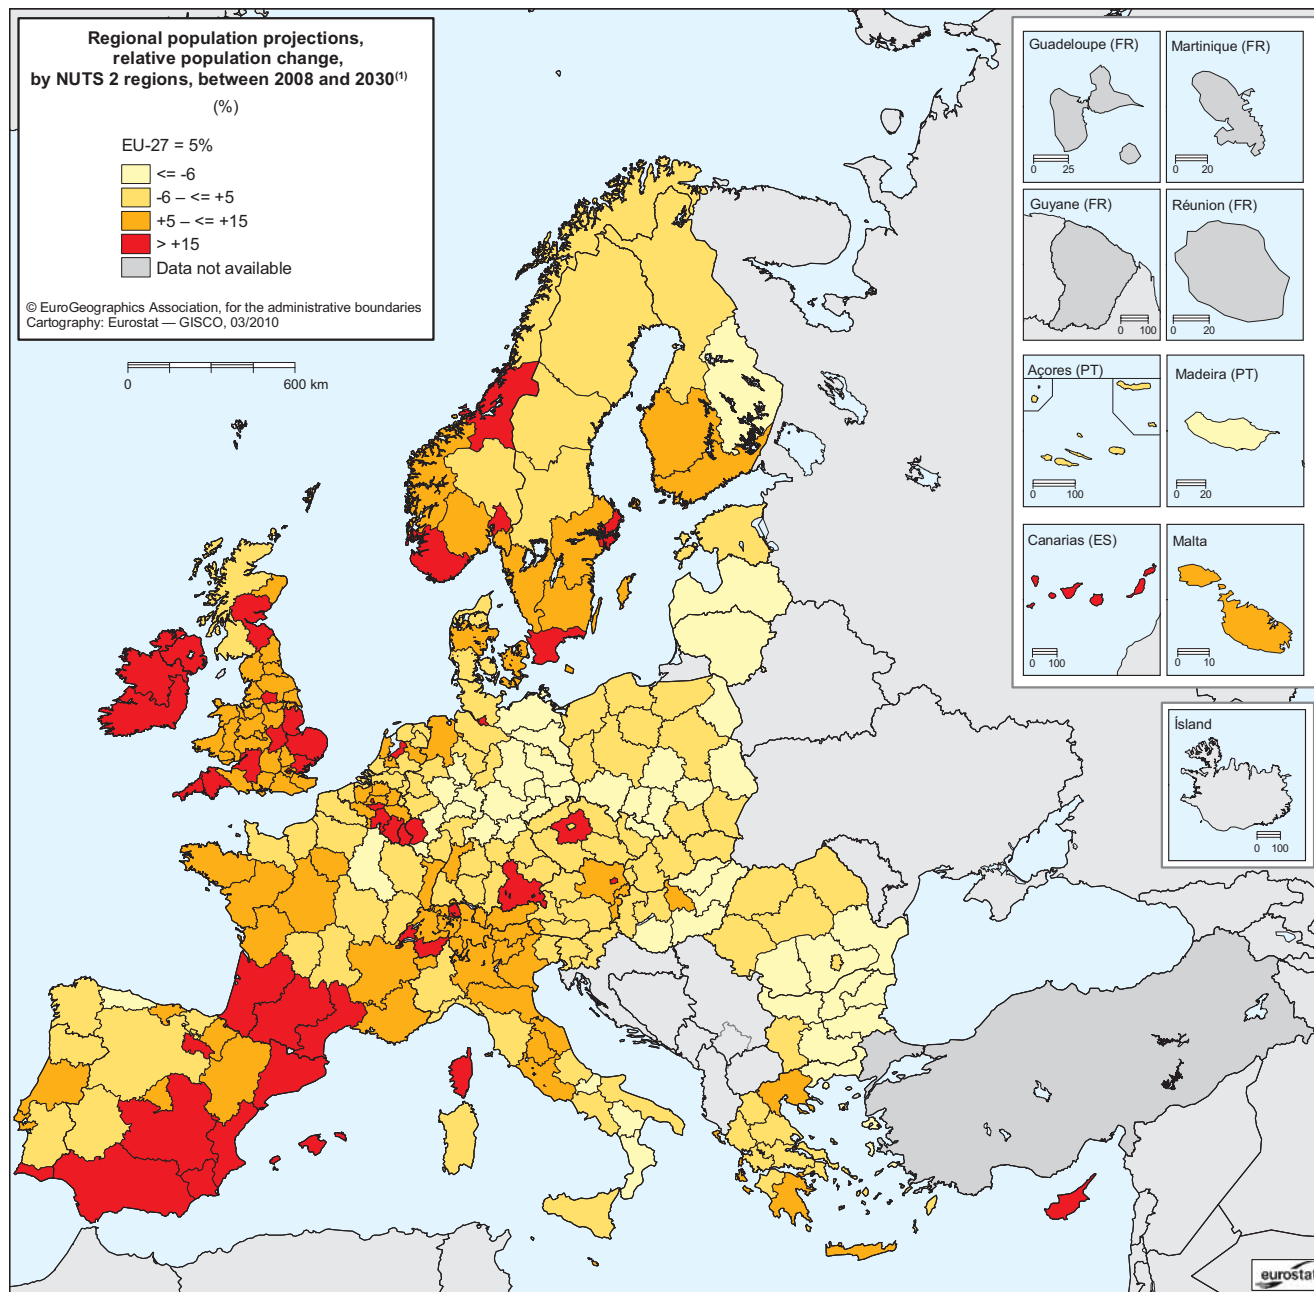 Regional population projections,
relative population change,
by NUTS 2 regions, between 2008 and 2030(1)
(%)
EU-27 = 5%
<= -6
-6 – <= +5
+5 – <= +15
> +15
Data not available
© EuroGeographics Association, for the administrative boundaries
Cartography: Eurostat — GISCO, 03/2010
0 600 km
Guadeloupe (FR)
0 25
Martinique (FR)
0 20
Guyane (FR)
0 100
Réunion (FR)
0 20
Açores (PT)
0 100
Madeira (PT)
0 20
Canarias (ES)
0 100
Malta
0 10
Ísland
0 100
eurostat